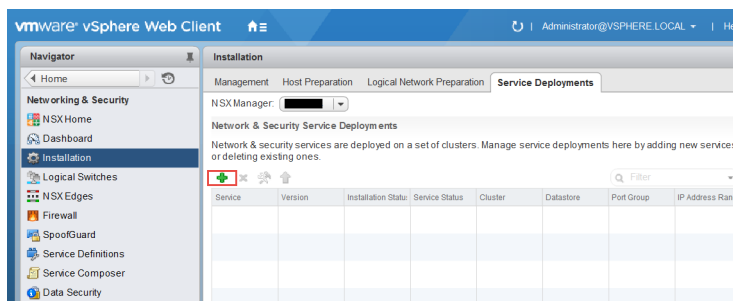 vmware® vSphere Web Client
Administrator@VSPHERE.LOCAL
He
Navigator
Home
Networking & Security
NSX Home
Dashboard
Installation
Logical Switches
NSX Edges
Firewall
SpoofGuard
Service Definitions
Service Composer
Data Security
Installation
Management Host Preparation Logical Network Preparation Service Deployments
NSX Manager:
Network & Security Service Deployments
Network & security services are deployed on a set of clusters. Manage service deployments here by adding new services
or deleting existing ones.
Filter
Service Version Installation Status Service Status Cluster Datastore Port Group IP Address Ran